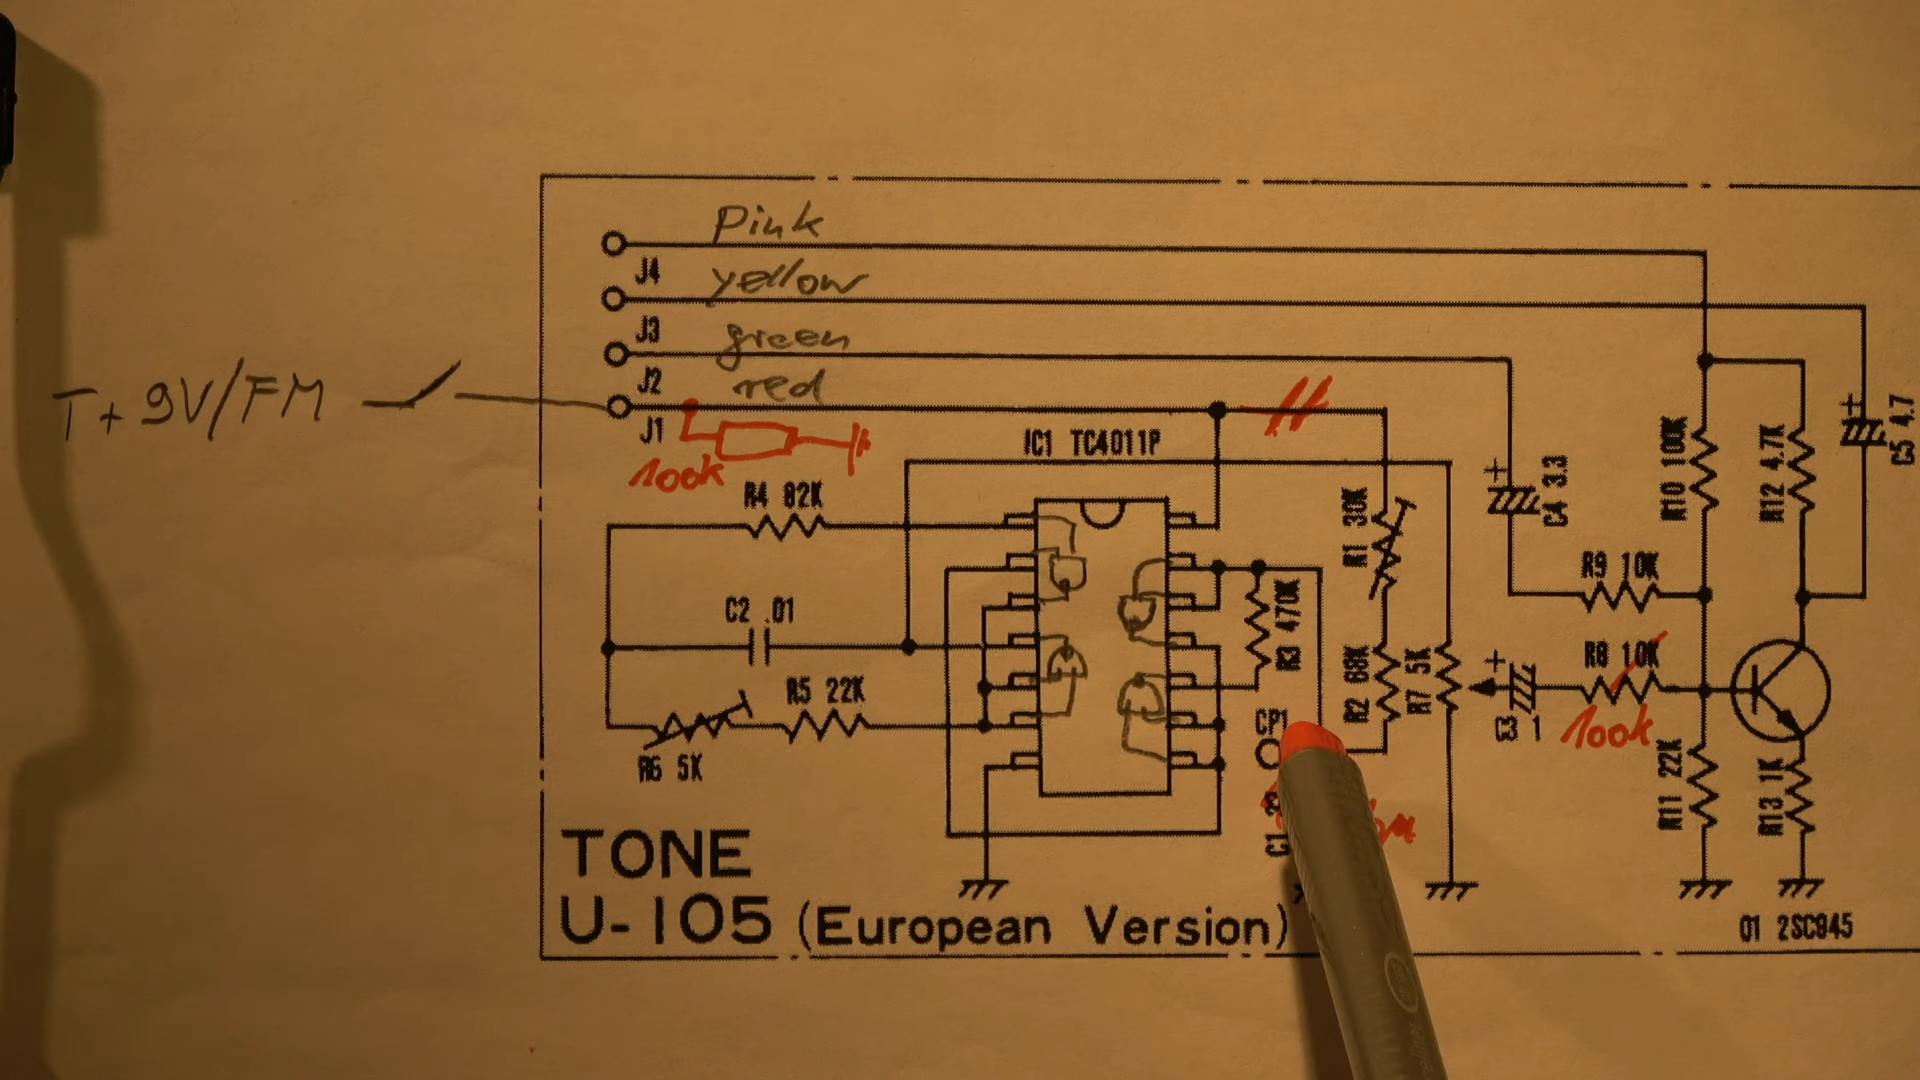 Pink
J4
yellow
J3
green
J2
red
T+ 9V/FM
J1
100k
IC1 TC4011P
R4 82K
C2 .01
R5 22K
R6 5K
R3 470K
CP1
C1
R1 30K
R2 68K
R7 5K
C3 1
C4 3.3
R9 10K
R8 10K
100k
R10 100K
R12 4.7K
C5 4.7
R11 22K
R13 1K
Q1 2SC945
TONE
U-105 (European Version)